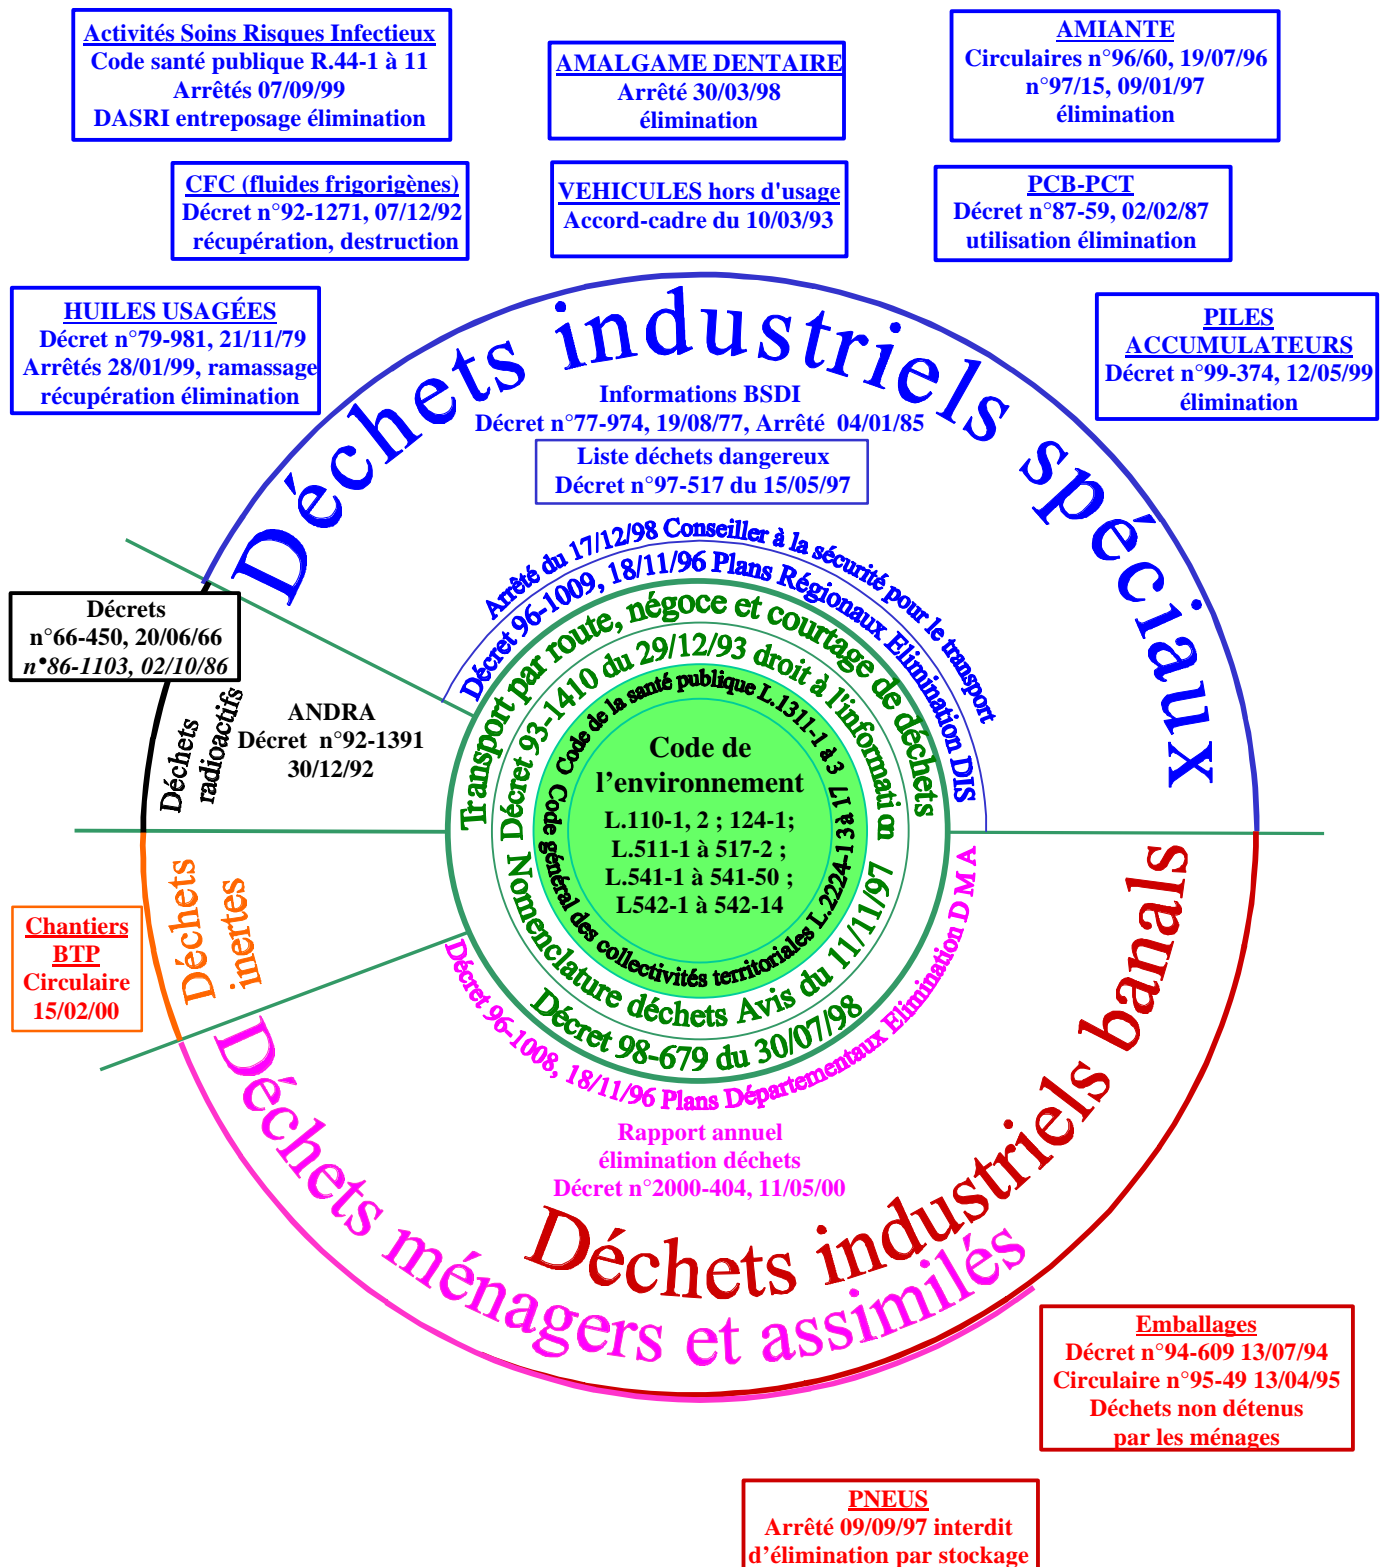 Activités Soins Risques Infectieux
Code santé publique R.44-1 à 11
Arrêtés 07/09/99
DASRI entreposage élimination
AMALGAME DENTAIRE
Arrêté 30/03/98
élimination
AMIANTE
Circulaires n°96/60, 19/07/96
n°97/15, 09/01/97
élimination
CFC (fluides frigorigènes)
Décret n°92-1271, 07/12/92
récupération, destruction
VEHICULES hors d'usage
Accord-cadre du 10/03/93
PCB-PCT
Décret n°87-59, 02/02/87
utilisation élimination
HUILES USAGÉES
Décret n°79-981, 21/11/79
Arrêtés 28/01/99, ramassage
récupération élimination
PILES
ACCUMULATEURS
Décret n°99-374, 12/05/99
élimination
Déchets industriels spéciaux
Informations BSDI
Décret n°77-974, 19/08/77, Arrêté 04/01/85
Liste déchets dangereux
Décret n°97-517 du 15/05/97
Arrêté du 17/12/98 Conseiller à la sécurité pour le transport
Décret 96-1009, 18/11/96 Plans Régionaux Elimination DIS
Transport par route, négoce et courtage de déchets
Décret 93-1410 du 29/12/93 droit à l'informati on
Code de la santé publique L.1311-1 à 3
Code de
l'environnement
L.110-1, 2 ; 124-1;
L.511-1 à 517-2 ;
L.541-1 à 541-50 ;
L542-1 à 542-14
Code général des collectivités territoriales L.2224-13 à 17
Nomenclature déchets Avis du 11/11/97
Décret 98-679 du 30/07/98
Décret 96-1008, 18/11/96 Plans Départementaux Elimination D M A
Décrets
n°66-450, 20/06/66
n°86-1103, 02/10/86
Déchets
radioactifs
ANDRA
Décret n°92-1391
30/12/92
Déchets
inertes
Chantiers
BTP
Circulaire
15/02/00
Rapport annuel
élimination déchets
Décret n°2000-404, 11/05/00
Déchets industriels banals
Déchets ménagers et assimilés
Emballages
Décret n°94-609 13/07/94
Circulaire n°95-49 13/04/95
Déchets non détenus
par les ménages
PNEUS
Arrêté 09/09/97 interdit
d'élimination par stockage